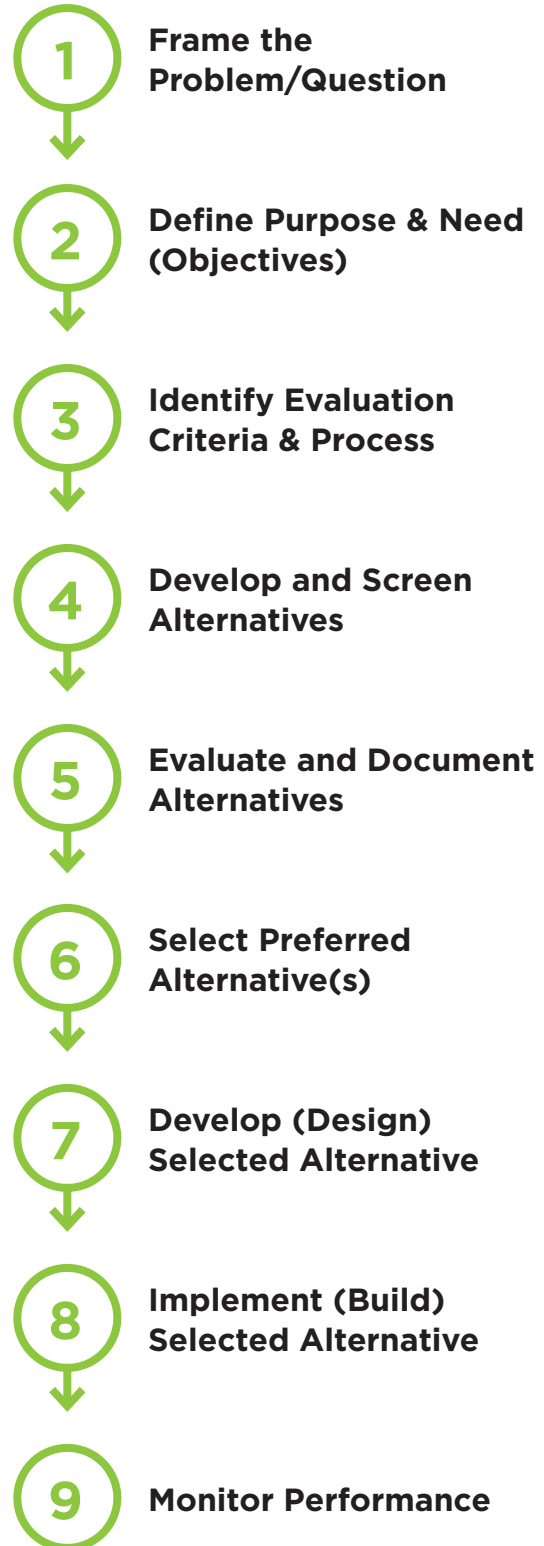 1
Frame the
Problem/Question
2
Define Purpose & Need
(Objectives)
3
Identify Evaluation
Criteria & Process
4
Develop and Screen
Alternatives
5
Evaluate and Document
Alternatives
6
Select Preferred
Alternative(s)
7
Develop (Design)
Selected Alternative
8
Implement (Build)
Selected Alternative
9
Monitor Performance